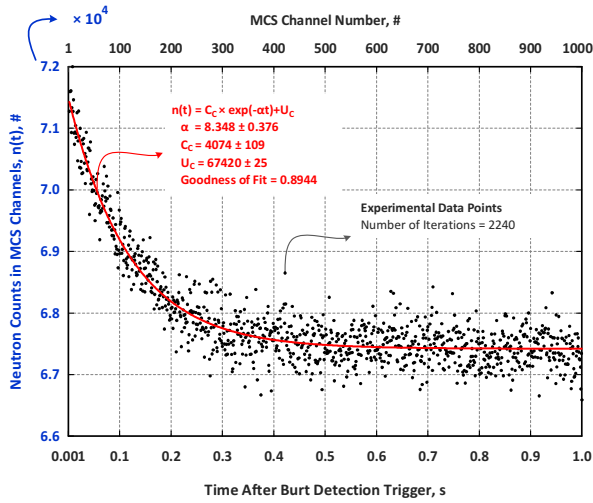 × 10⁴
MCS Channel Number, #
1 100 200 300 400 500 600 700 800 900 1000
Neutron Counts in MCS Channels, n(t), #
7.2
7.1
7.0
6.9
6.8
6.7
6.6
n(t) = C_C × exp(-αt)+U_C
α = 8.348 ± 0.376
C_C = 4074 ± 109
U_C = 67420 ± 25
Goodness of Fit = 0.8944
Experimental Data Points
Number of Iterations = 2240
0.001 0.1 0.2 0.3 0.4 0.5 0.6 0.7 0.8 0.9 1.0
Time After Burt Detection Trigger, s